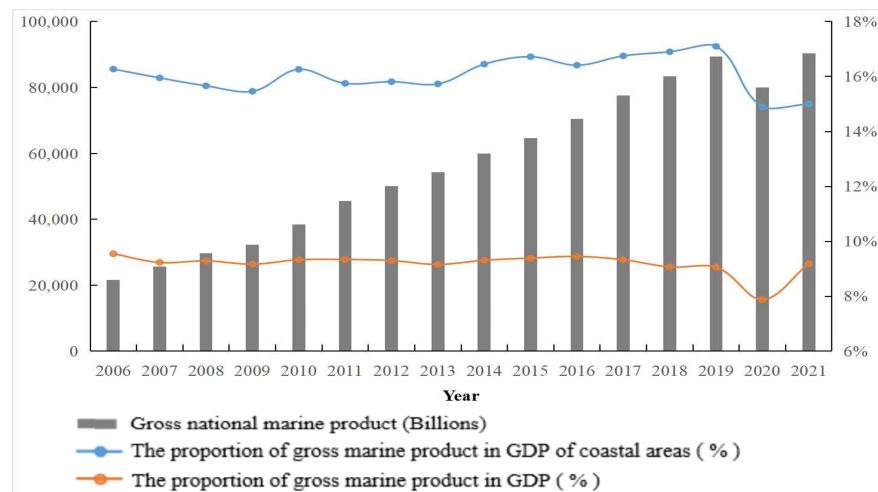 100,000
80,000
60,000
40,000
20,000
0
18%
16%
14%
12%
10%
8%
6%
2006 2007 2008 2009 2010 2011 2012 2013 2014 2015 2016 2017 2018 2019 2020 2021
Year
Gross national marine product (Billions)
The proportion of gross marine product in GDP of coastal areas ( % )
The proportion of gross marine product in GDP ( % )